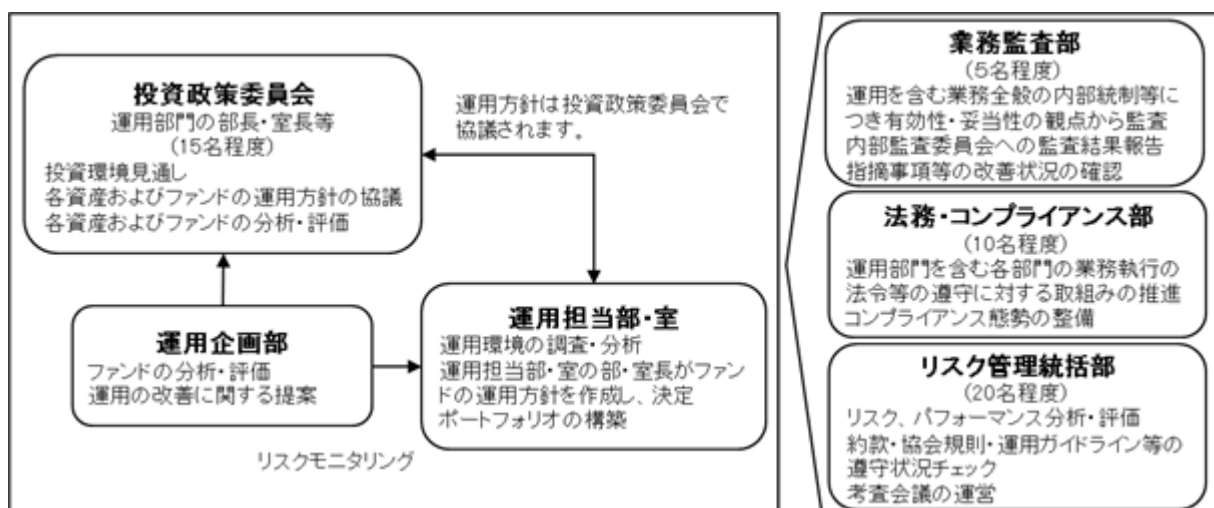 投資政策委員会
運用部門の部長・室長等
(15名程度)
投資環境見通し
各資産およびファンドの運用方針の協議
各資産およびファンドの分析・評価
運用方針は投資政策委員会で
協議されます。
運用企画部
ファンドの分析・評価
運用の改善に関する提案
運用担当部・室
運用環境の調査・分析
運用担当部・室の部・室長がファン
ドの運用方針を作成し、決定
ポートフォリオの構築
リスクモニタリング
業務監査部
(5名程度)
運用を含む業務全般の内部統制等に
つき有効性・妥当性の観点から監査
内部監査委員会への監査結果報告
指摘事項等の改善状況の確認
法務・コンプライアンス部
(10名程度)
運用部門を含む各部門の業務執行の
法令等の遵守に対する取組みの推進
コンプライアンス態勢の整備
リスク管理統括部
(20名程度)
リスク、パフォーマンス分析・評価
約款・協会規則・運用ガイドライン等の
遵守状況チェック
考査会議の運営